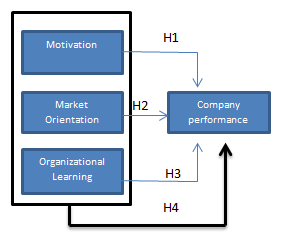 Motivation
H1
Market
Orientation
H2
Company
performance
Organizational
Learning
H3
H4